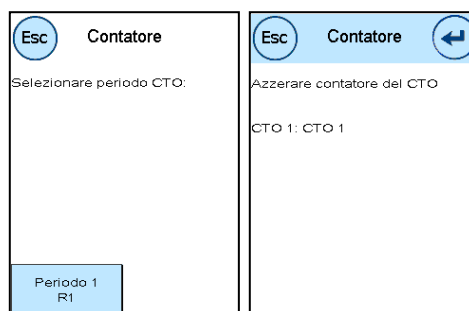 Esc Contatore
Selezionare periodo CTO:
Periodo 1
R1
Esc Contatore
Azzerare contatore del CTO
CTO 1: CTO 1